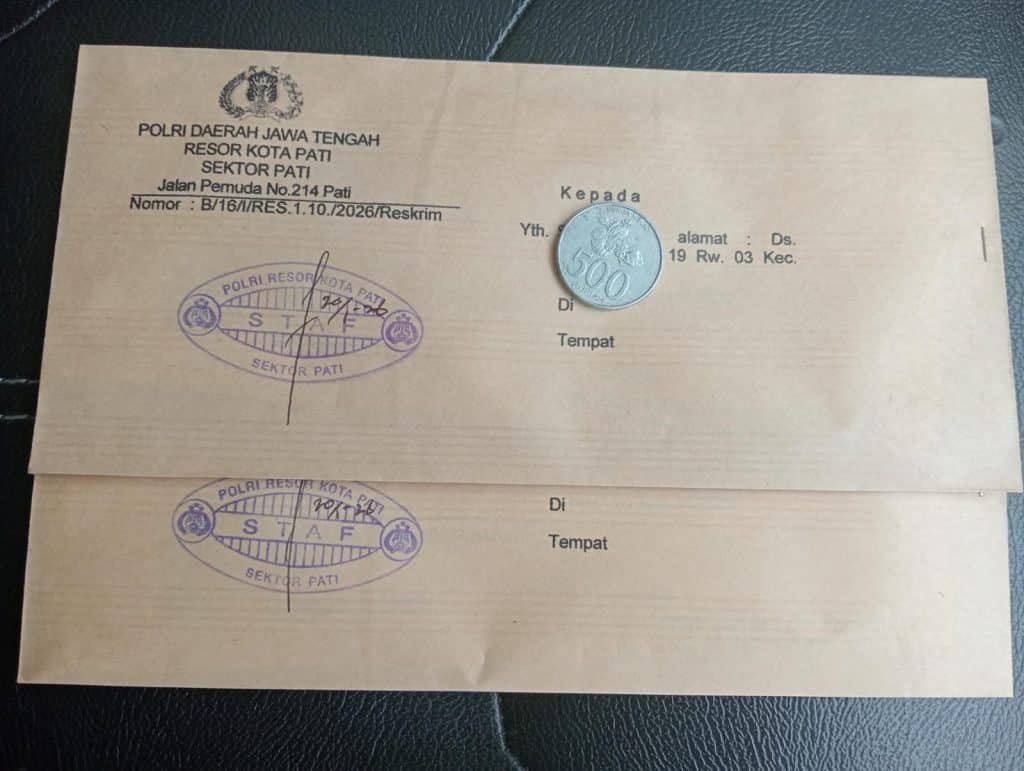 POLRI DAERAH JAWA TENGAH
RESOR KOTA PATI
SEKTOR PATI
Jalan Pemuda No.214 Pati
Nomor : B/16/I/RES.1.10./2026/Reskrim
Kepada
Yth. S
alamat : Ds.
19 Rw. 03 Kec.
Di
Tempat
500
POLRI RESOR KOTA PATI
STAF
SEKTOR PATI
POLRI RESOR KOTA PATI
STAF
SEKTOR PATI
Di
Tempat